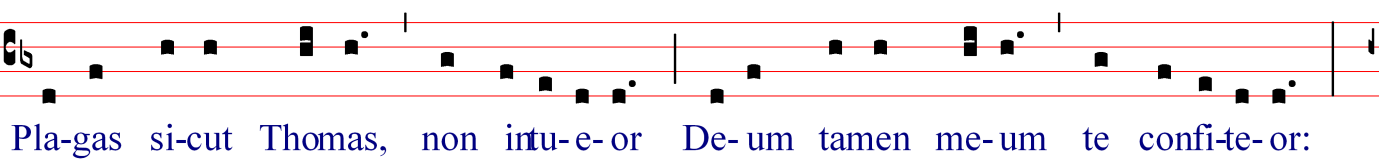 Pla-gas si-cut Thomas, non intu-e-or De-um tamen me-um te confi-te-or: